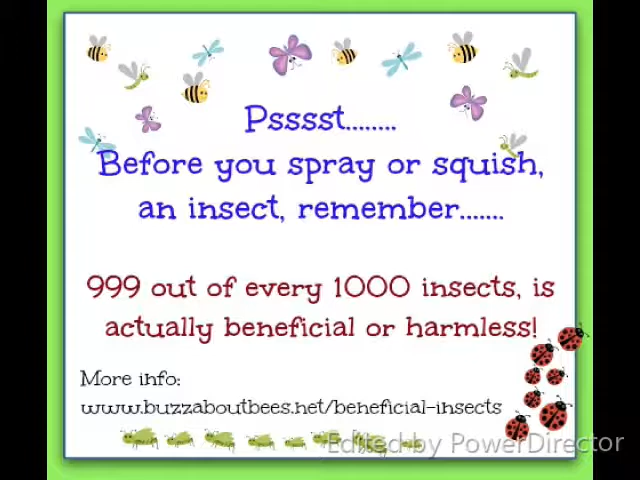 Psssst........
Before you spray or squish,
an insect, remember.......
999 out of every 1000 insects, is
actually beneficial or harmless!
More info:
www.buzzaboutbees.net/beneficial-insects
Edited by PowerDirector